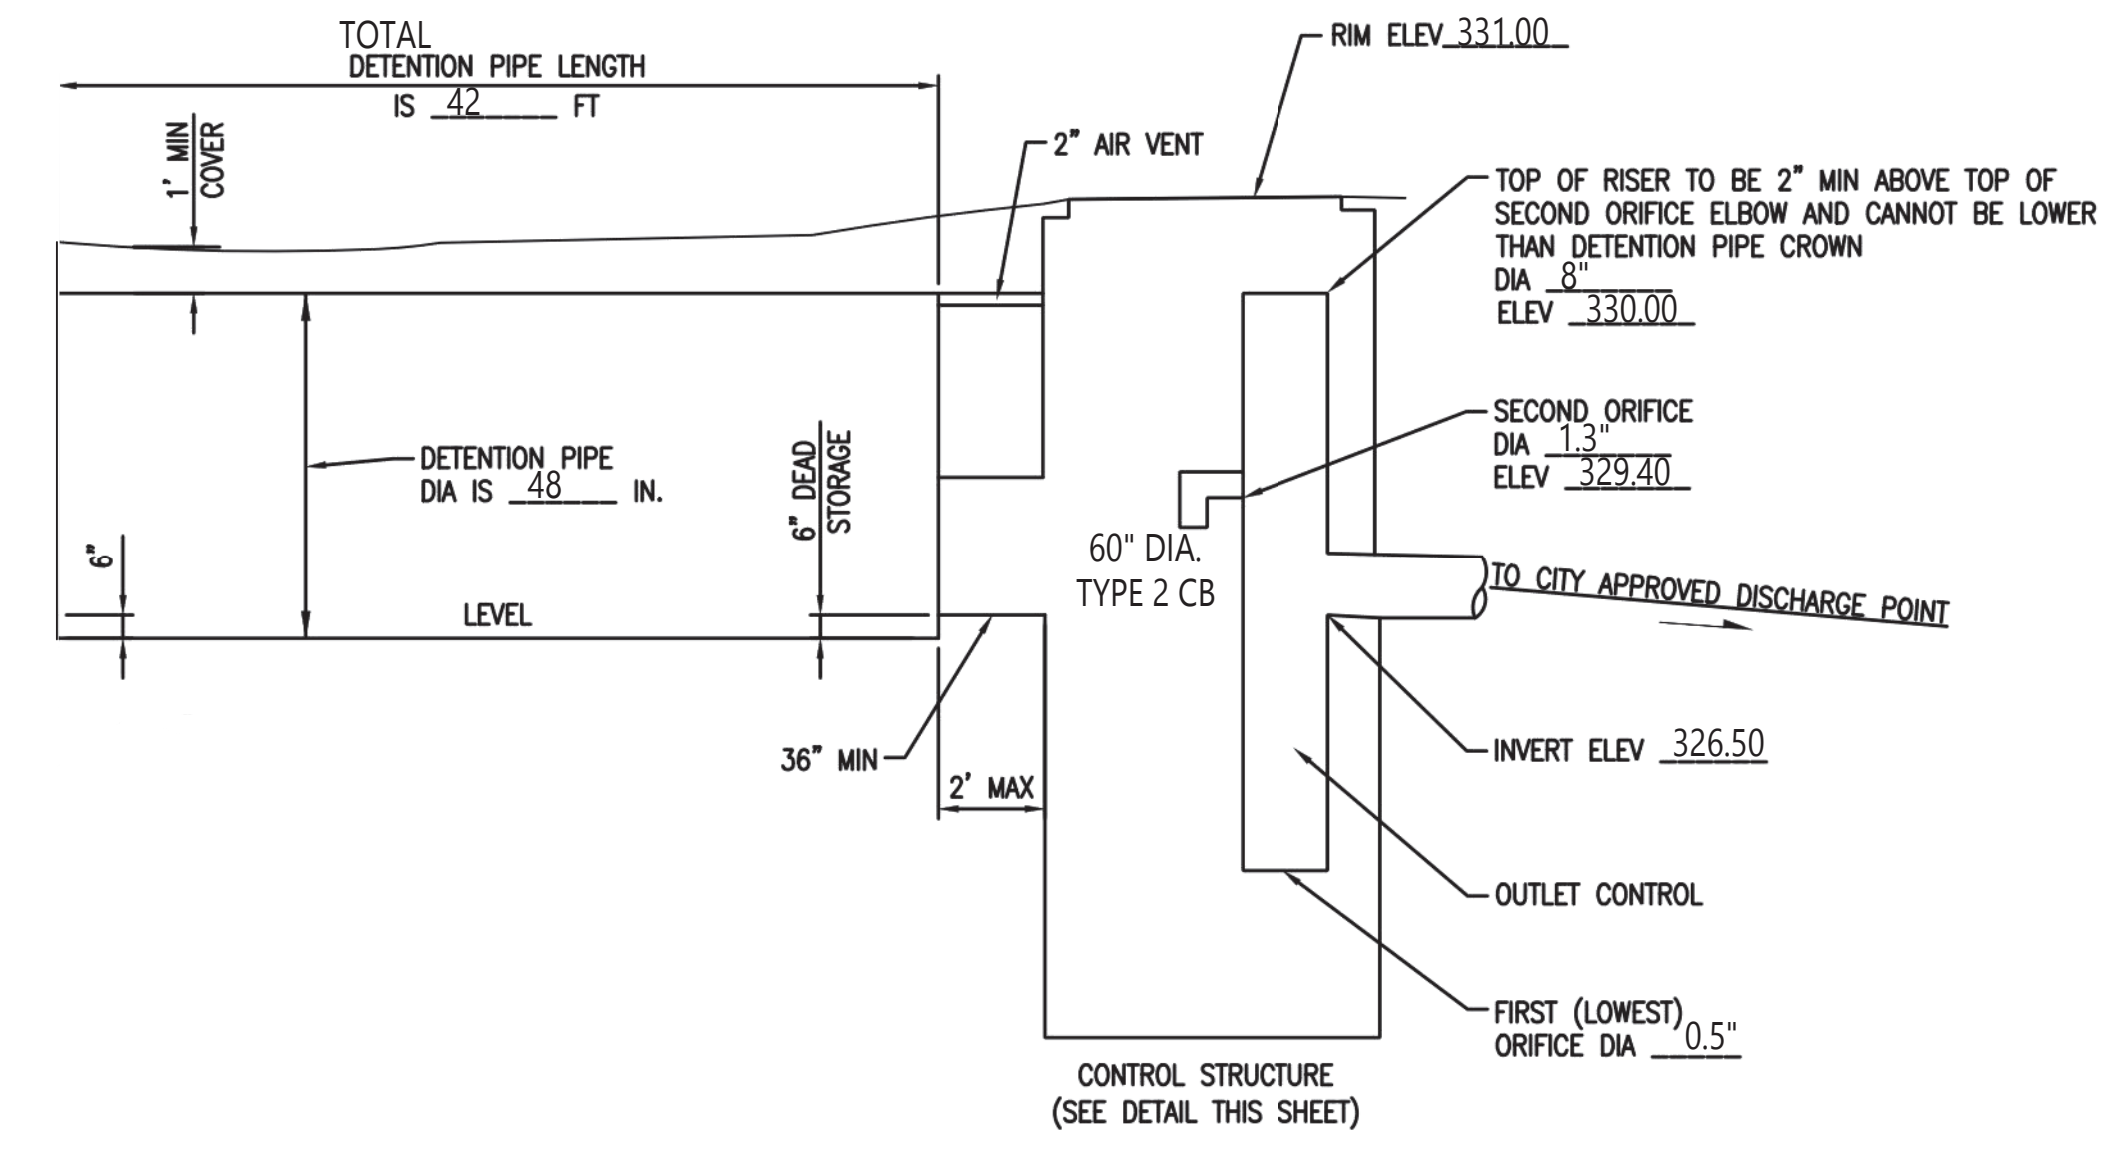 TOTAL
DETENTION PIPE LENGTH
IS 42 FT
1' MIN
COVER
RIM ELEV 331.00
2" AIR VENT
TOP OF RISER TO BE 2" MIN ABOVE TOP OF
SECOND ORIFICE ELBOW AND CANNOT BE LOWER
THAN DETENTION PIPE CROWN
DIA 8"
ELEV 330.00
SECOND ORIFICE
DIA 1.3"
ELEV 329.40
DETENTION PIPE
DIA IS 48 IN.
6" DEAD
STORAGE
6"
LEVEL
60" DIA.
TYPE 2 CB
TO CITY APPROVED DISCHARGE POINT
36" MIN
2' MAX
INVERT ELEV 326.50
OUTLET CONTROL
FIRST (LOWEST)
ORIFICE DIA 0.5"
CONTROL STRUCTURE
(SEE DETAIL THIS SHEET)